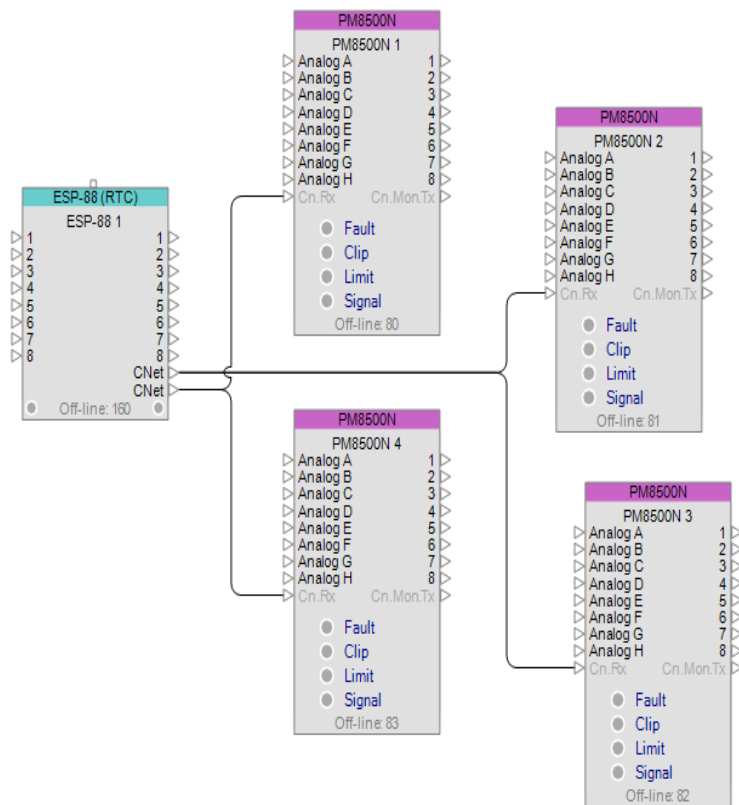 PM8500N
PM8500N 1
Analog A 1
Analog B 2
Analog C 3
Analog D 4
Analog E 5
Analog F 6
Analog G 7
Analog H 8
Cn.Rx Cn.Mon.Tx
Fault
Clip
Limit
Signal
Off-line: 80
PM8500N
PM8500N 2
Analog A 1
Analog B 2
Analog C 3
Analog D 4
Analog E 5
Analog F 6
Analog G 7
Analog H 8
Cn.Rx Cn.Mon.Tx
Fault
Clip
Limit
Signal
Off-line: 81
ESP-88 (RTC)
ESP-88 1
1 1
2 2
3 3
4 4
5 5
6 6
7 7
8 8
CNet
CNet
Off-line: 160
PM8500N
PM8500N 4
Analog A 1
Analog B 2
Analog C 3
Analog D 4
Analog E 5
Analog F 6
Analog G 7
Analog H 8
Cn.Rx Cn.Mon.Tx
Fault
Clip
Limit
Signal
Off-line: 83
PM8500N
PM8500N 3
Analog A 1
Analog B 2
Analog C 3
Analog D 4
Analog E 5
Analog F 6
Analog G 7
Analog H 8
Cn.Rx Cn.Mon.Tx
Fault
Clip
Limit
Signal
Off-line: 82